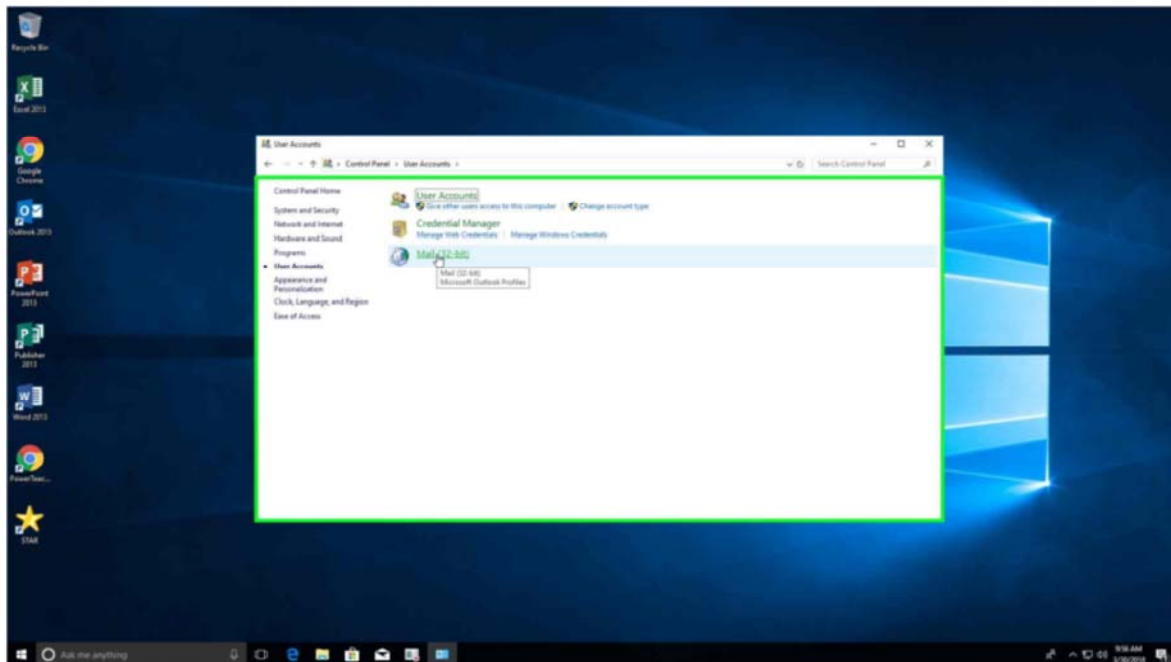 Recycle Bin
Excel 2013
Google
Chrome
Outlook 2013
PowerPoint
2013
Publisher
2013
Word 2013
PowerTeac...
STAR
User Accounts
Control Panel > User Accounts >
Search Control Panel
Control Panel Home
System and Security
Network and Internet
Hardware and Sound
Programs
User Accounts
Appearance and
Personalization
Clock, Language, and Region
Ease of Access
User Accounts
Give other users access to this computer
Change account type
Credential Manager
Manage Web Credentials
Manage Windows Credentials
Mail (32-bit)
Mail (32-bit)
Microsoft Outlook Profiles
Ask me anything
9:56 AM